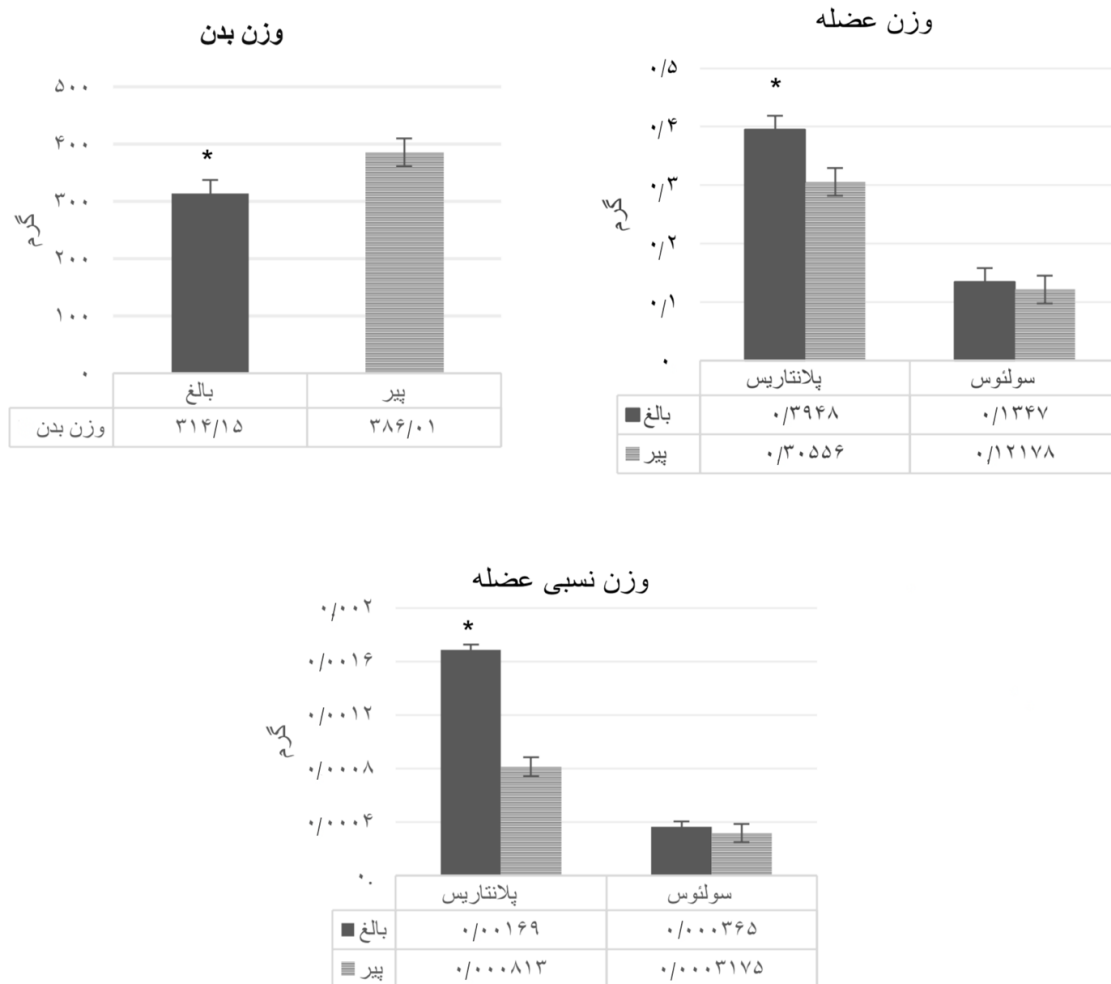 وزن بدن
۵۰۰
۴۰۰
۳۰۰
۲۰۰
۱۰۰
۰
گرم
*
بالغ پیر
وزن بدن ۳۱۴/۱۵ ۳۸۶/۰۱
وزن عضله
۰/۵
۰/۴
۰/۳
۰/۲
۰/۱
۰
گرم
*
پلانتاریس سولئوس
بالغ ۰/۳۹۴۸ ۰/۱۳۴۷
پیر ۰/۳۰۵۵۶ ۰/۱۲۱۷۸
وزن نسبی عضله
۰/۰۰۲
۰/۰۰۱۶
۰/۰۰۱۲
۰/۰۰۰۸
۰/۰۰۰۴
۰.
گرم
*
پلانتاریس سولئوس
بالغ ۰/۰۰۱۶۹ ۰/۰۰۰۳۶۵
پیر ۰/۰۰۰۸۱۳ ۰/۰۰۰۳۱۷۵